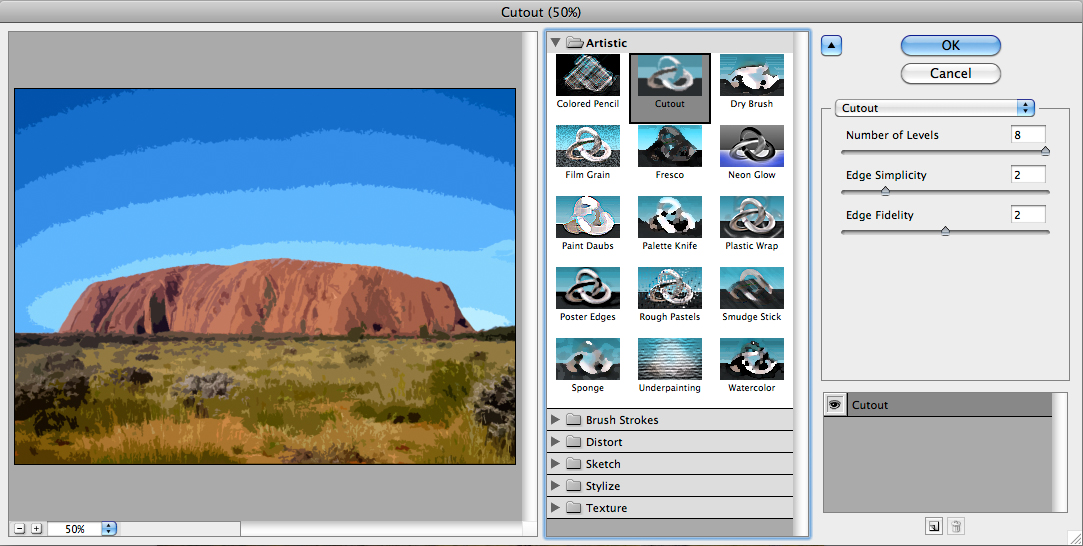 Cutout (50%)
50%
Artistic
Colored Pencil
Cutout
Dry Brush
Film Grain
Fresco
Neon Glow
Paint Daubs
Palette Knife
Plastic Wrap
Poster Edges
Rough Pastels
Smudge Stick
Sponge
Underpainting
Watercolor
Brush Strokes
Distort
Sketch
Stylize
Texture
OK
Cancel
Cutout
Number of Levels 8
Edge Simplicity 2
Edge Fidelity 2
Cutout